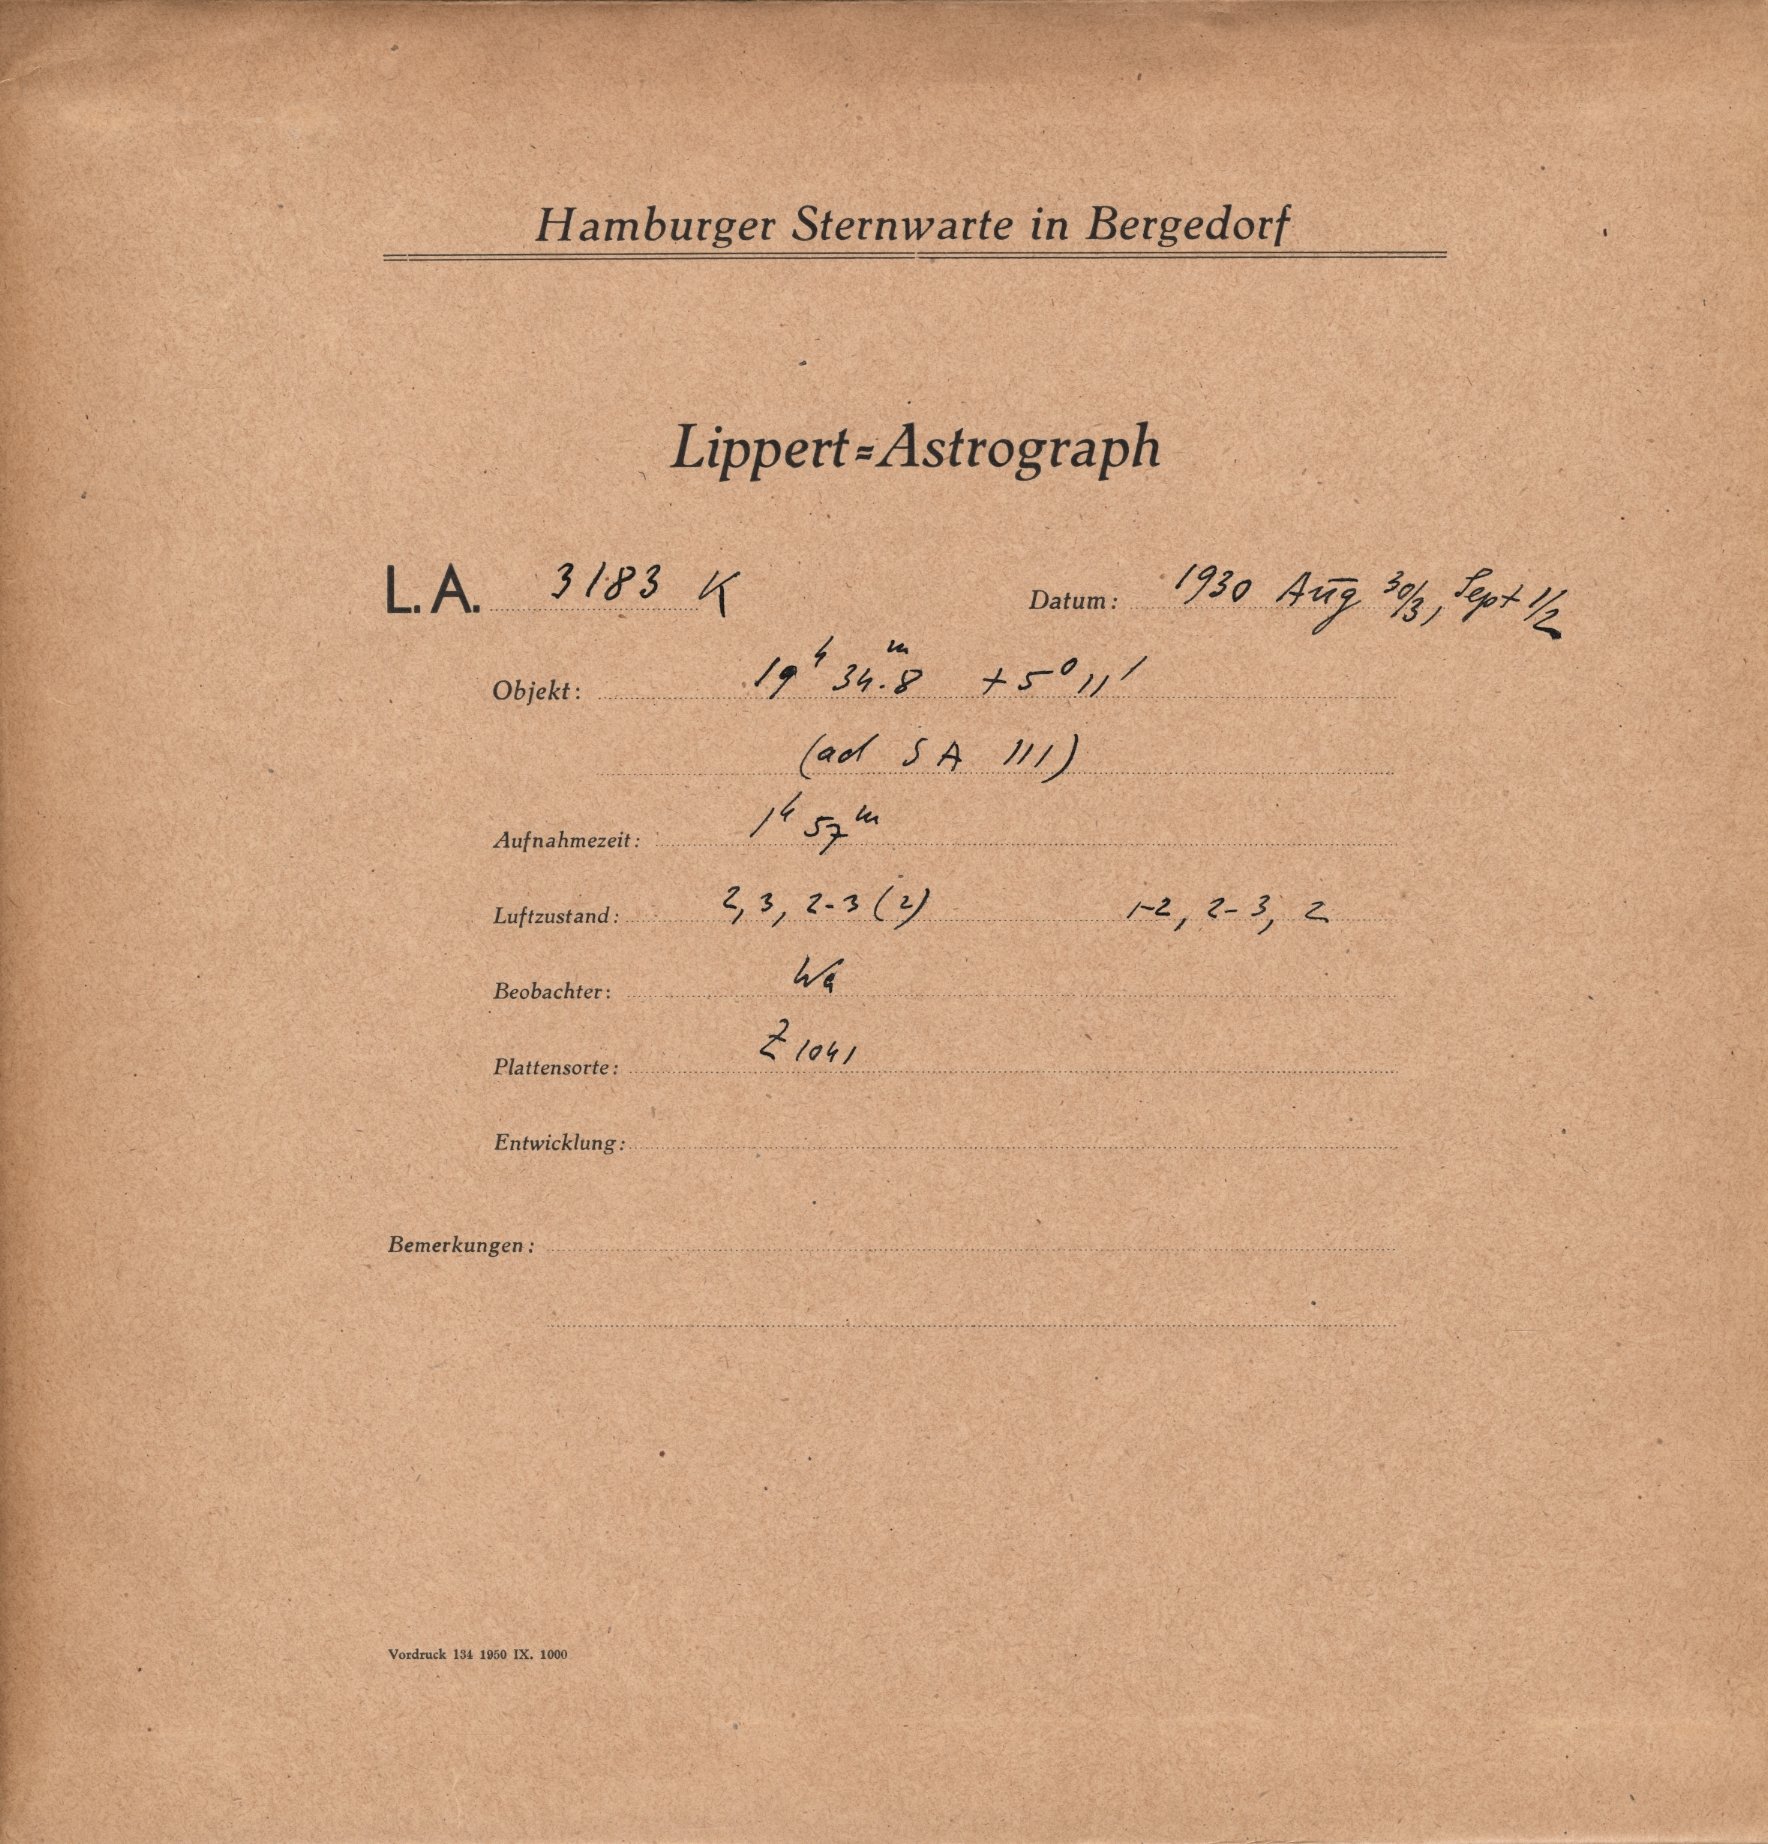 Hamburger Sternwarte in Bergedorf
Lippert=Astrograph
L. A. 3183 K Datum: 1930 Aūg 30/31, Sept 1/2
Objekt: 19ʰ 34.ᵐ8 +5° 11'
(ad SA 111)
Aufnahmezeit: 1ʰ 57ᵐ
Luftzustand: 2, 3, 2-3 (2) 1-2, 2-3, 2
Beobachter: Wa
Plattensorte: Z 1041
Entwicklung:
Bemerkungen:
Vordruck 134 1950 IX. 1000